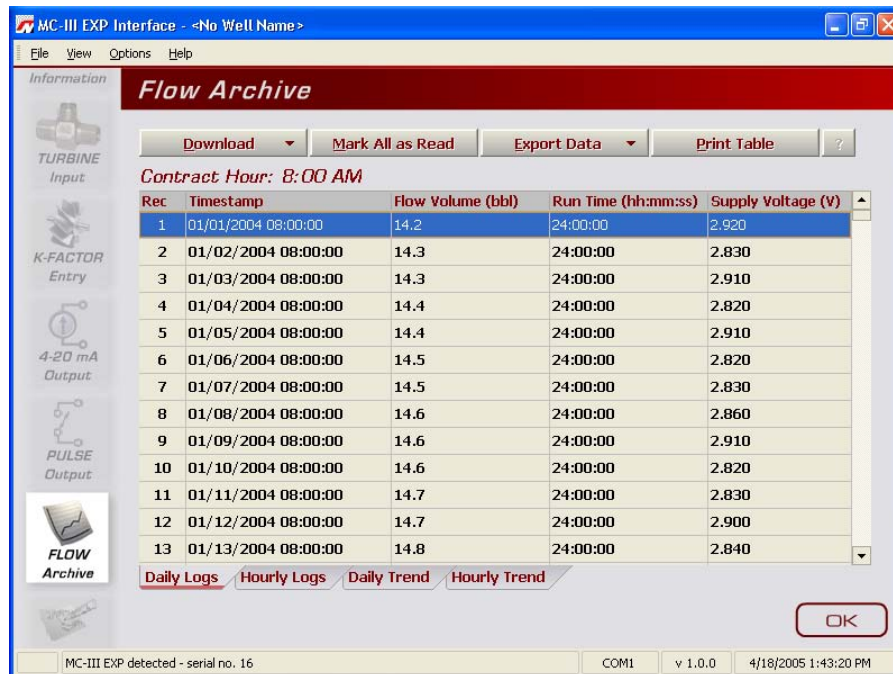 MC-III EXP Interface - <No Well Name>
File View Options Help
Information
Flow Archive
TURBINE
Input
K-FACTOR
Entry
4-20 mA
Output
PULSE
Output
FLOW
Archive
Download Mark All as Read Export Data Print Table ?
Contract Hour: 8:00 AM
Rec Timestamp Flow Volume (bbl) Run Time (hh:mm:ss) Supply Voltage (V)
1 01/01/2004 08:00:00 14.2 24:00:00 2.920
2 01/02/2004 08:00:00 14.3 24:00:00 2.830
3 01/03/2004 08:00:00 14.3 24:00:00 2.910
4 01/04/2004 08:00:00 14.4 24:00:00 2.820
5 01/05/2004 08:00:00 14.4 24:00:00 2.910
6 01/06/2004 08:00:00 14.5 24:00:00 2.820
7 01/07/2004 08:00:00 14.5 24:00:00 2.830
8 01/08/2004 08:00:00 14.6 24:00:00 2.860
9 01/09/2004 08:00:00 14.6 24:00:00 2.910
10 01/10/2004 08:00:00 14.6 24:00:00 2.820
11 01/11/2004 08:00:00 14.7 24:00:00 2.830
12 01/12/2004 08:00:00 14.7 24:00:00 2.900
13 01/13/2004 08:00:00 14.8 24:00:00 2.840
Daily Logs Hourly Logs Daily Trend Hourly Trend
OK
MC-III EXP detected - serial no. 16 COM1 v 1.0.0 4/18/2005 1:43:20 PM